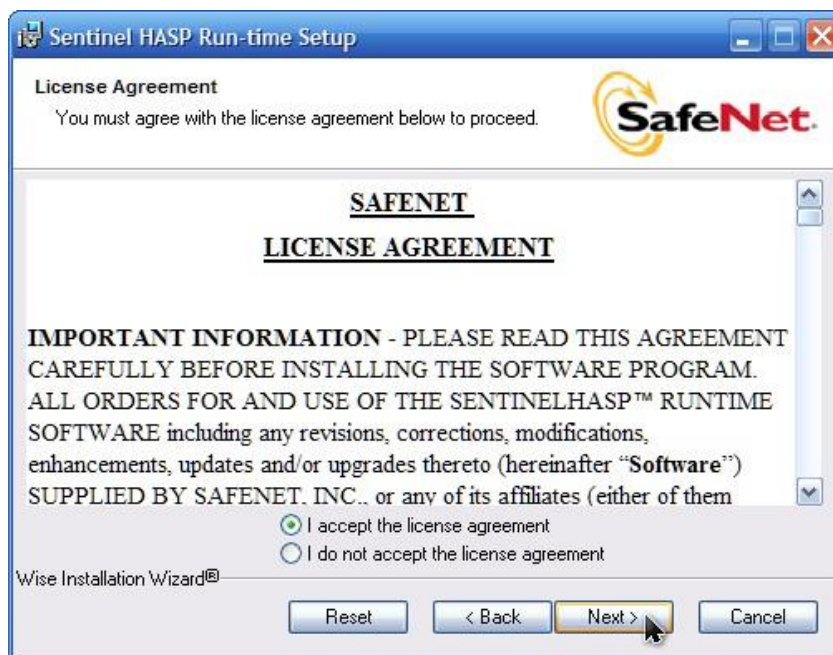 Sentinel HASP Run-time Setup
License Agreement
You must agree with the license agreement below to proceed.
SafeNet.
SAFENET
LICENSE AGREEMENT
IMPORTANT INFORMATION - PLEASE READ THIS AGREEMENT
CAREFULLY BEFORE INSTALLING THE SOFTWARE PROGRAM.
ALL ORDERS FOR AND USE OF THE SENTINELHASP™ RUNTIME
SOFTWARE including any revisions, corrections, modifications,
enhancements, updates and/or upgrades thereto (hereinafter “Software”)
SUPPLIED BY SAFENET, INC., or any of its affiliates (either of them
I accept the license agreement
I do not accept the license agreement
Wise Installation Wizard®
Reset < Back Next > Cancel